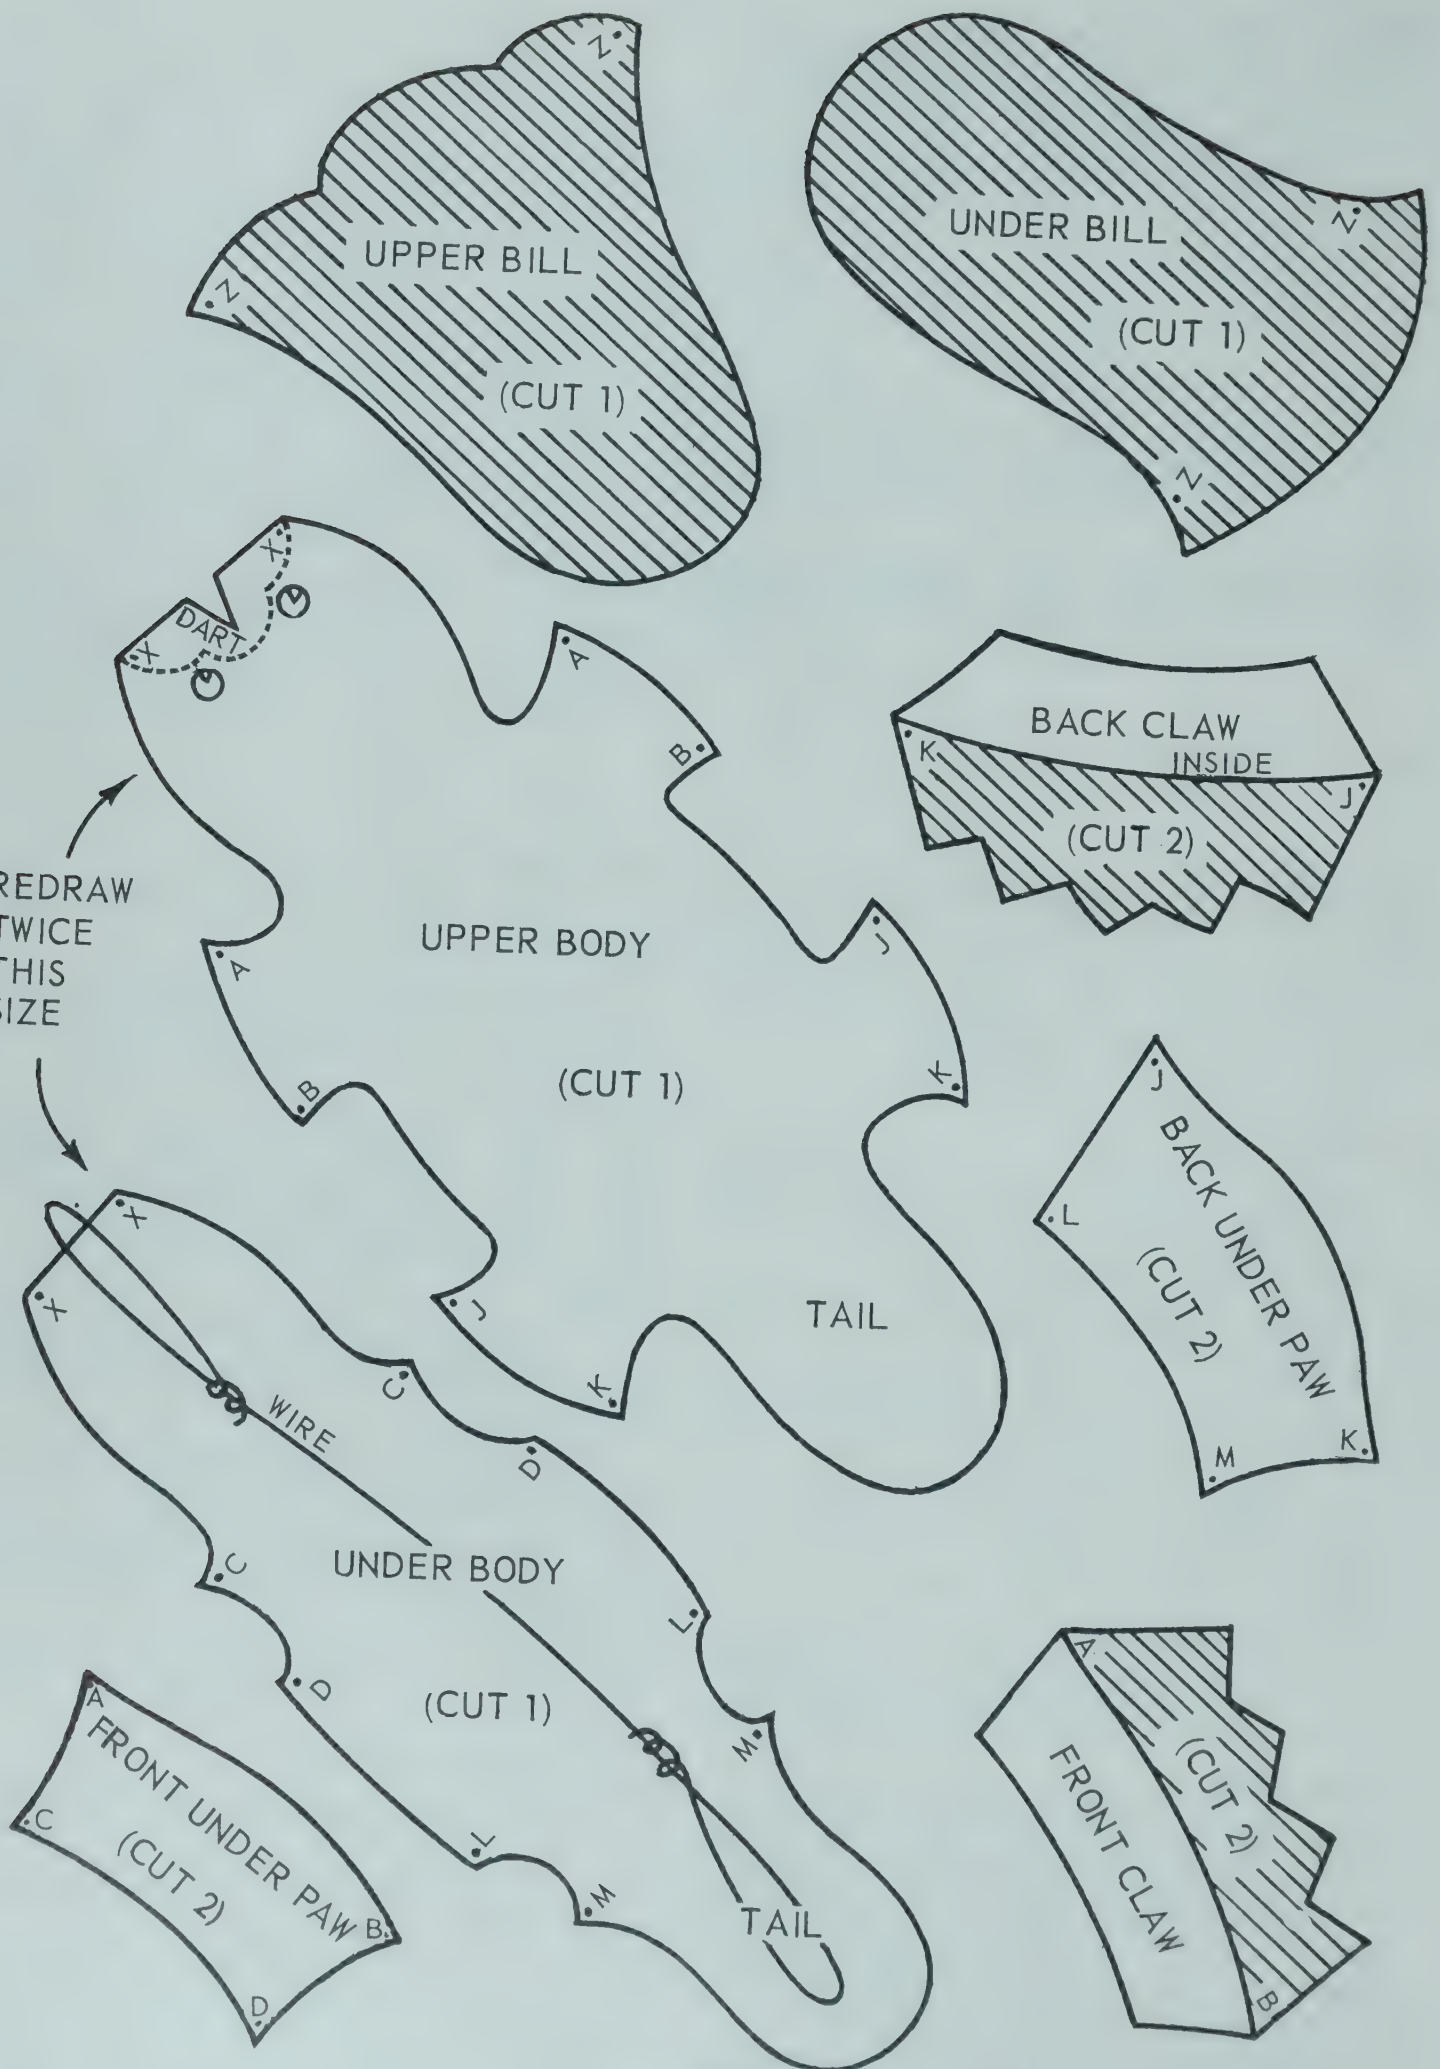 Z
UPPER BILL
Z
(CUT 1)
UNDER BILL
Z
(CUT 1)
Z
X
DART
X
A
B
BACK CLAW
INSIDE
K
J
(CUT 2)
REDRAW
TWICE
THIS
SIZE
UPPER BODY
A
J
B
(CUT 1)
K
J
K
TAIL
J
BACK UNDER PAW
L
(CUT 2)
M
K
X
X
WIRE
C
D
C
UNDER BODY
L
D
(CUT 1)
M
L
M
TAIL
A
FRONT UNDER PAW
C
(CUT 2)
B
D
A
(CUT 2)
FRONT CLAW
B